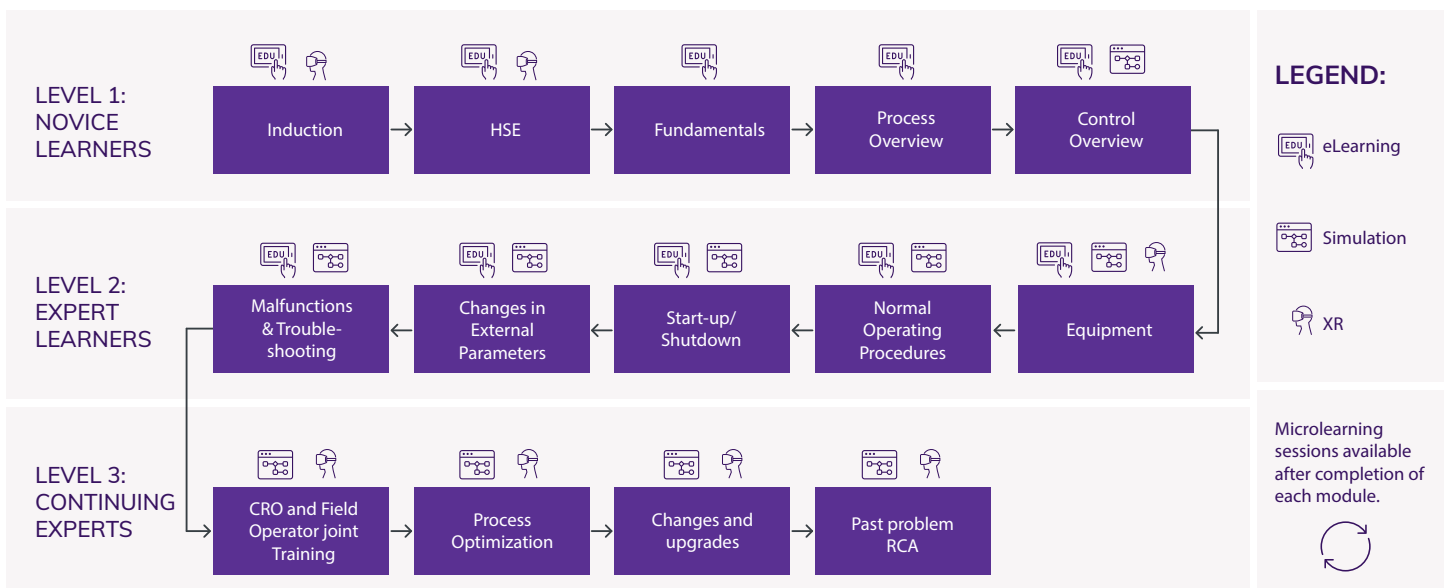 LEVEL 1:
NOVICE
LEARNERS
EDU
Induction
EDU
HSE
EDU
Fundamentals
EDU
Process
Overview
EDU
Control
Overview
LEVEL 2:
EXPERT
LEARNERS
EDU
Malfunctions
& Trouble-
shooting
EDU
Changes in
External
Parameters
EDU
Start-up/
Shutdown
EDU
Normal
Operating
Procedures
EDU
Equipment
LEVEL 3:
CONTINUING
EXPERTS
CRO and Field
Operator joint
Training
Process
Optimization
Changes and
upgrades
Past problem
RCA
LEGEND:
EDU
eLearning
Simulation
XR
Microlearning
sessions available
after completion of
each module.